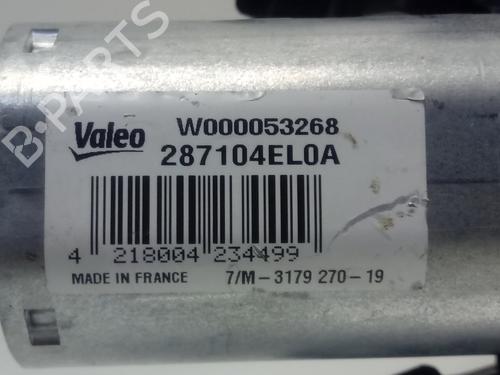 B-PARTS
Valeo
W000053268
287104EL0A
4 218004 234499
MADE IN FRANCE 7/M-3179 270-19